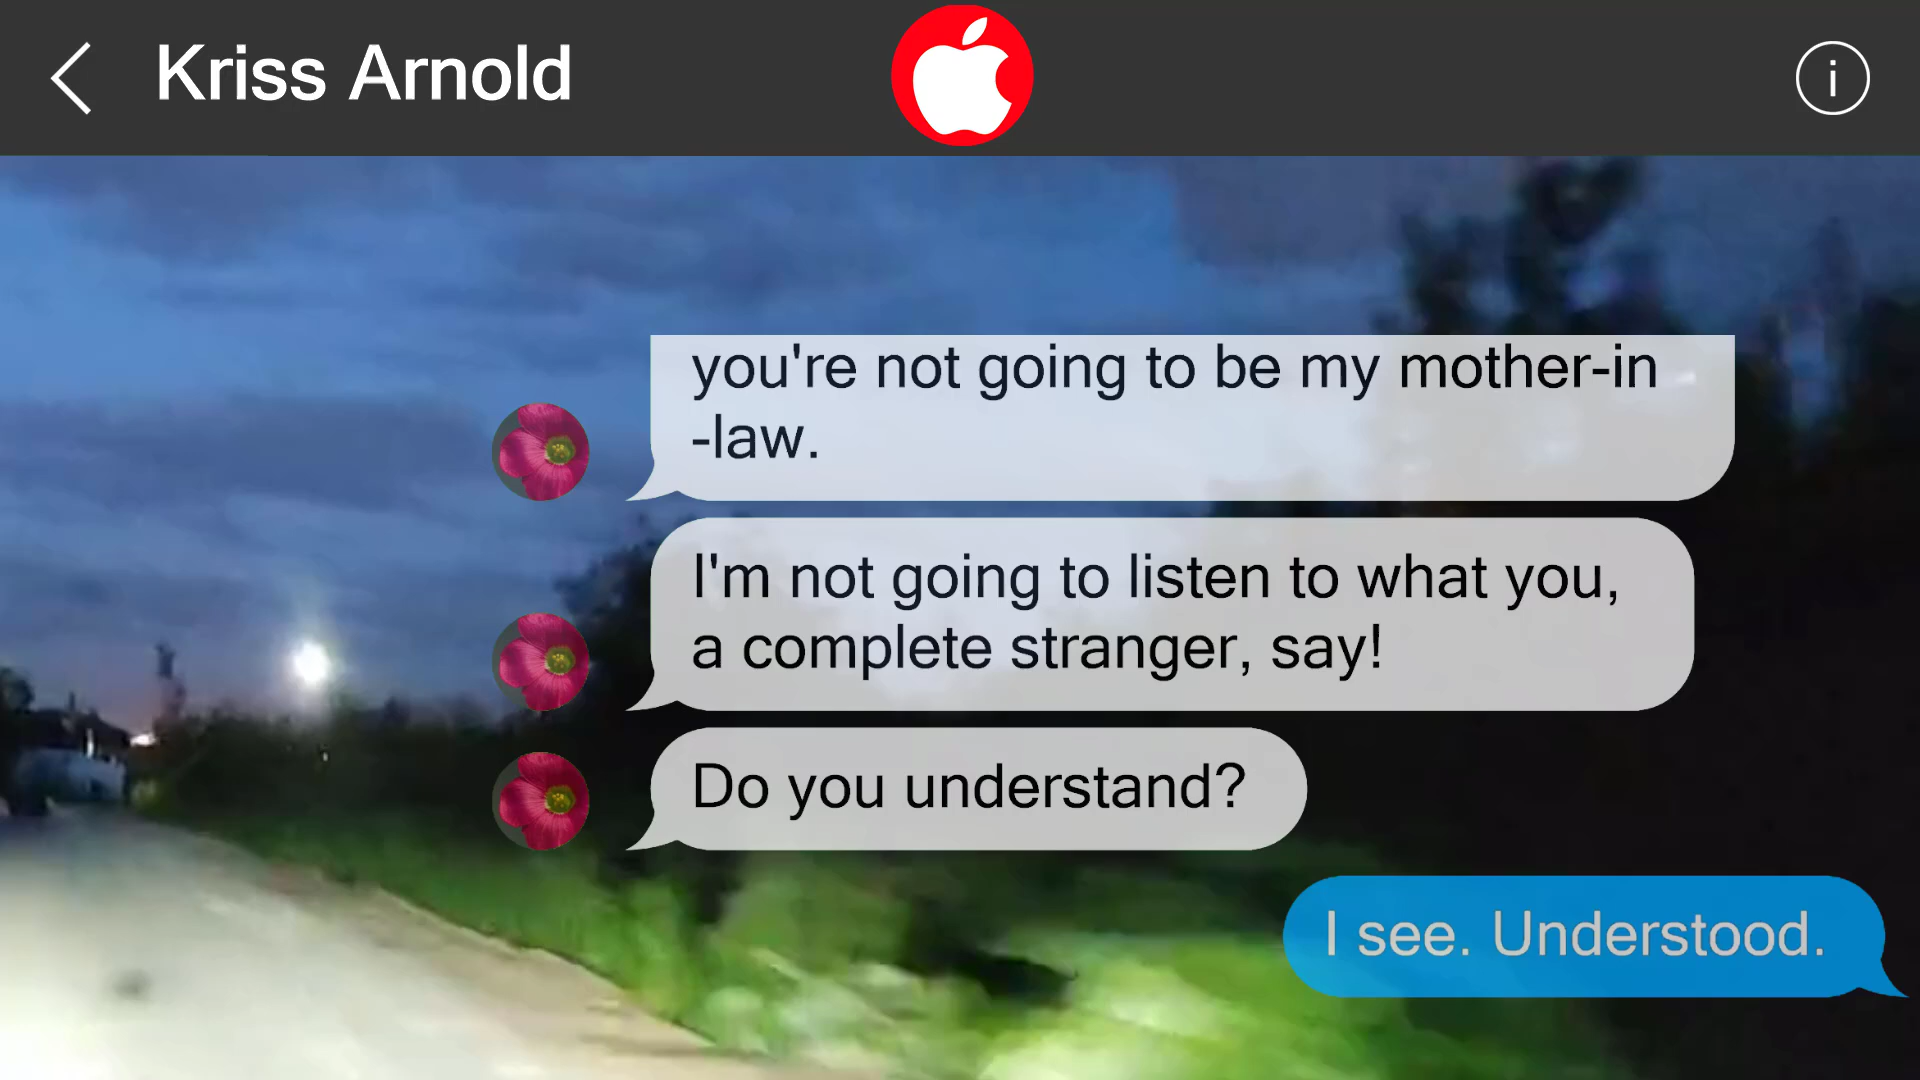 Kriss Arnold
i
you're not going to be my mother-in
-law.
I'm not going to listen to what you,
a complete stranger, say!
Do you understand?
I see. Understood.